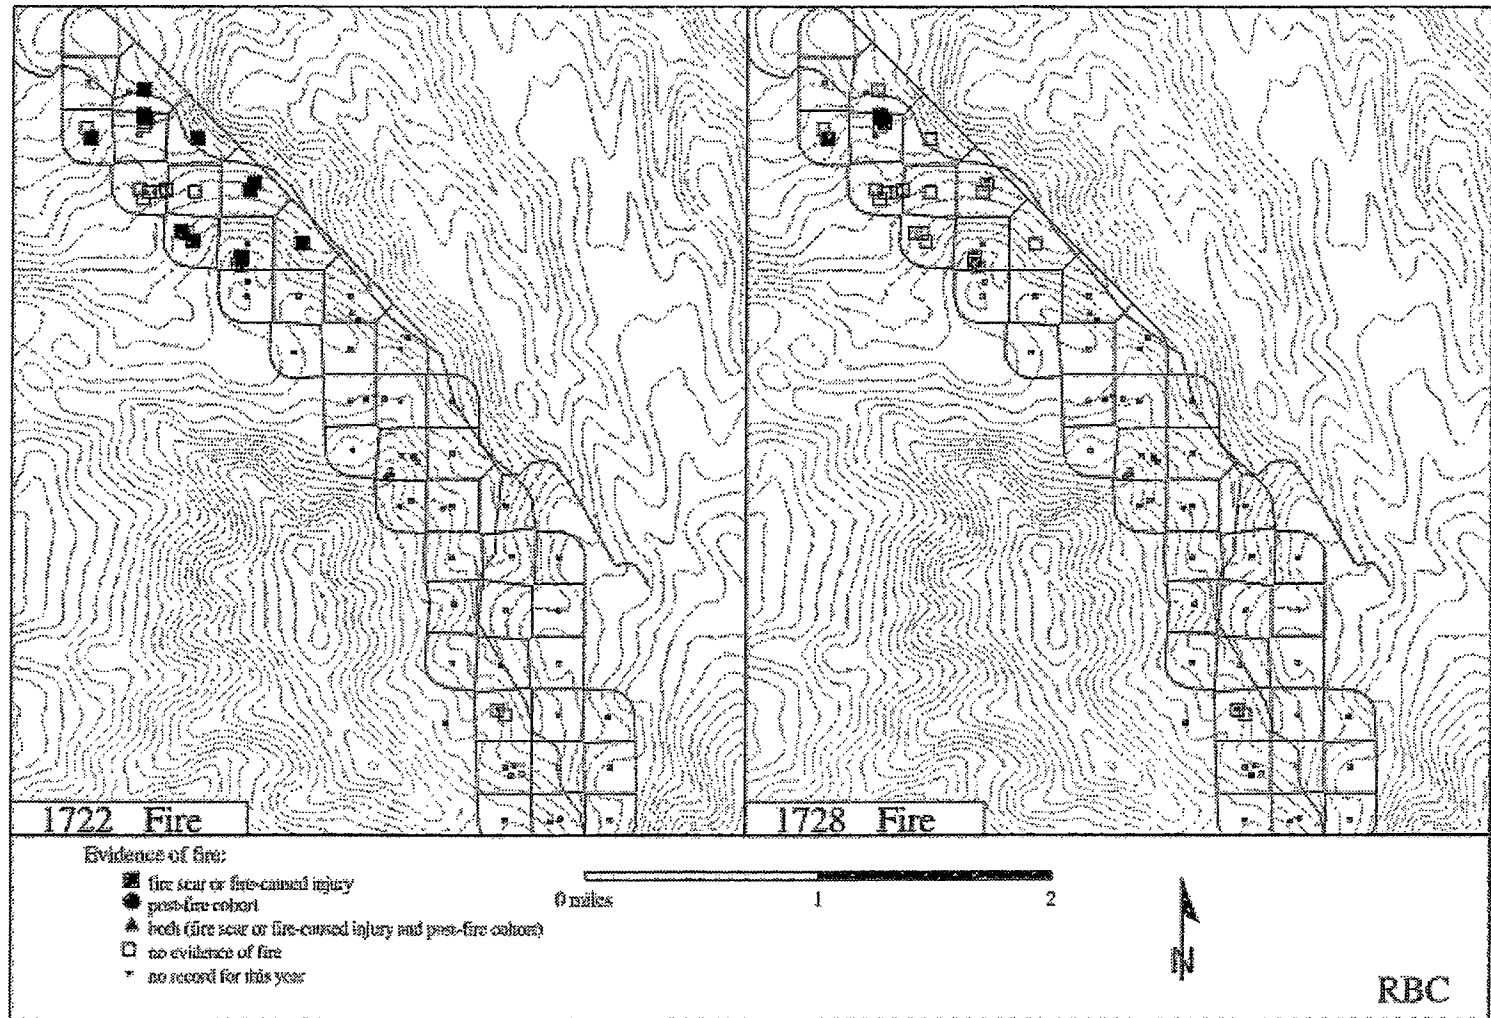 1722 Fire
1728 Fire
Evidence of fire:
fire scar or fire-caused injury
post-fire cohort
both (fire scar or fire-caused injury and post-fire cohort)
no evidence of fire
no record for this year
0 miles 1 2
N
RBC